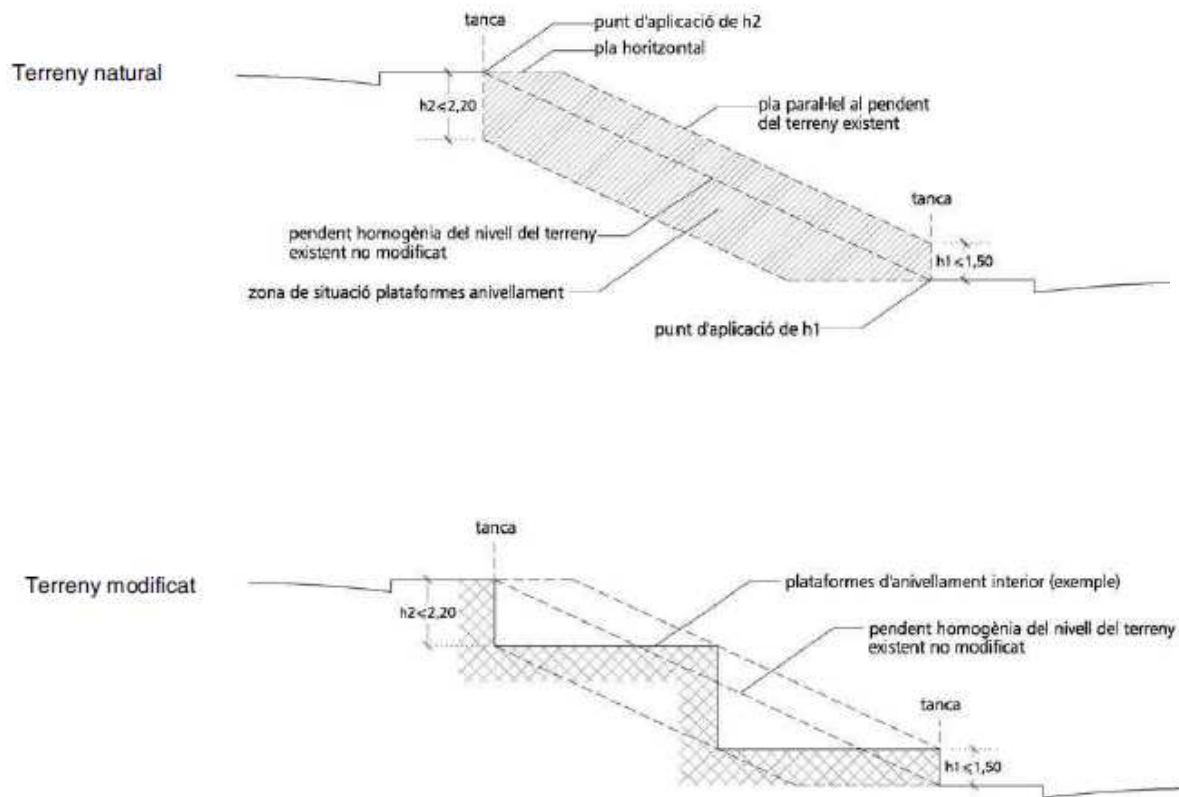 tanca
punt d'aplicació de h2
pla horitzontal
Terreny natural
h2<2,20
pla paral·lel al pendent
del terreny existent
tanca
pendent homogènia del nivell del terreny
existent no modificat
h1<1,50
zona de situació plataformes anivellament
punt d'aplicació de h1
tanca
Terreny modificat
plataformes d'anivellament interior (exemple)
h2<2,20
pendent homogènia del nivell del terreny
existent no modificat
tanca
h1⩽1,50